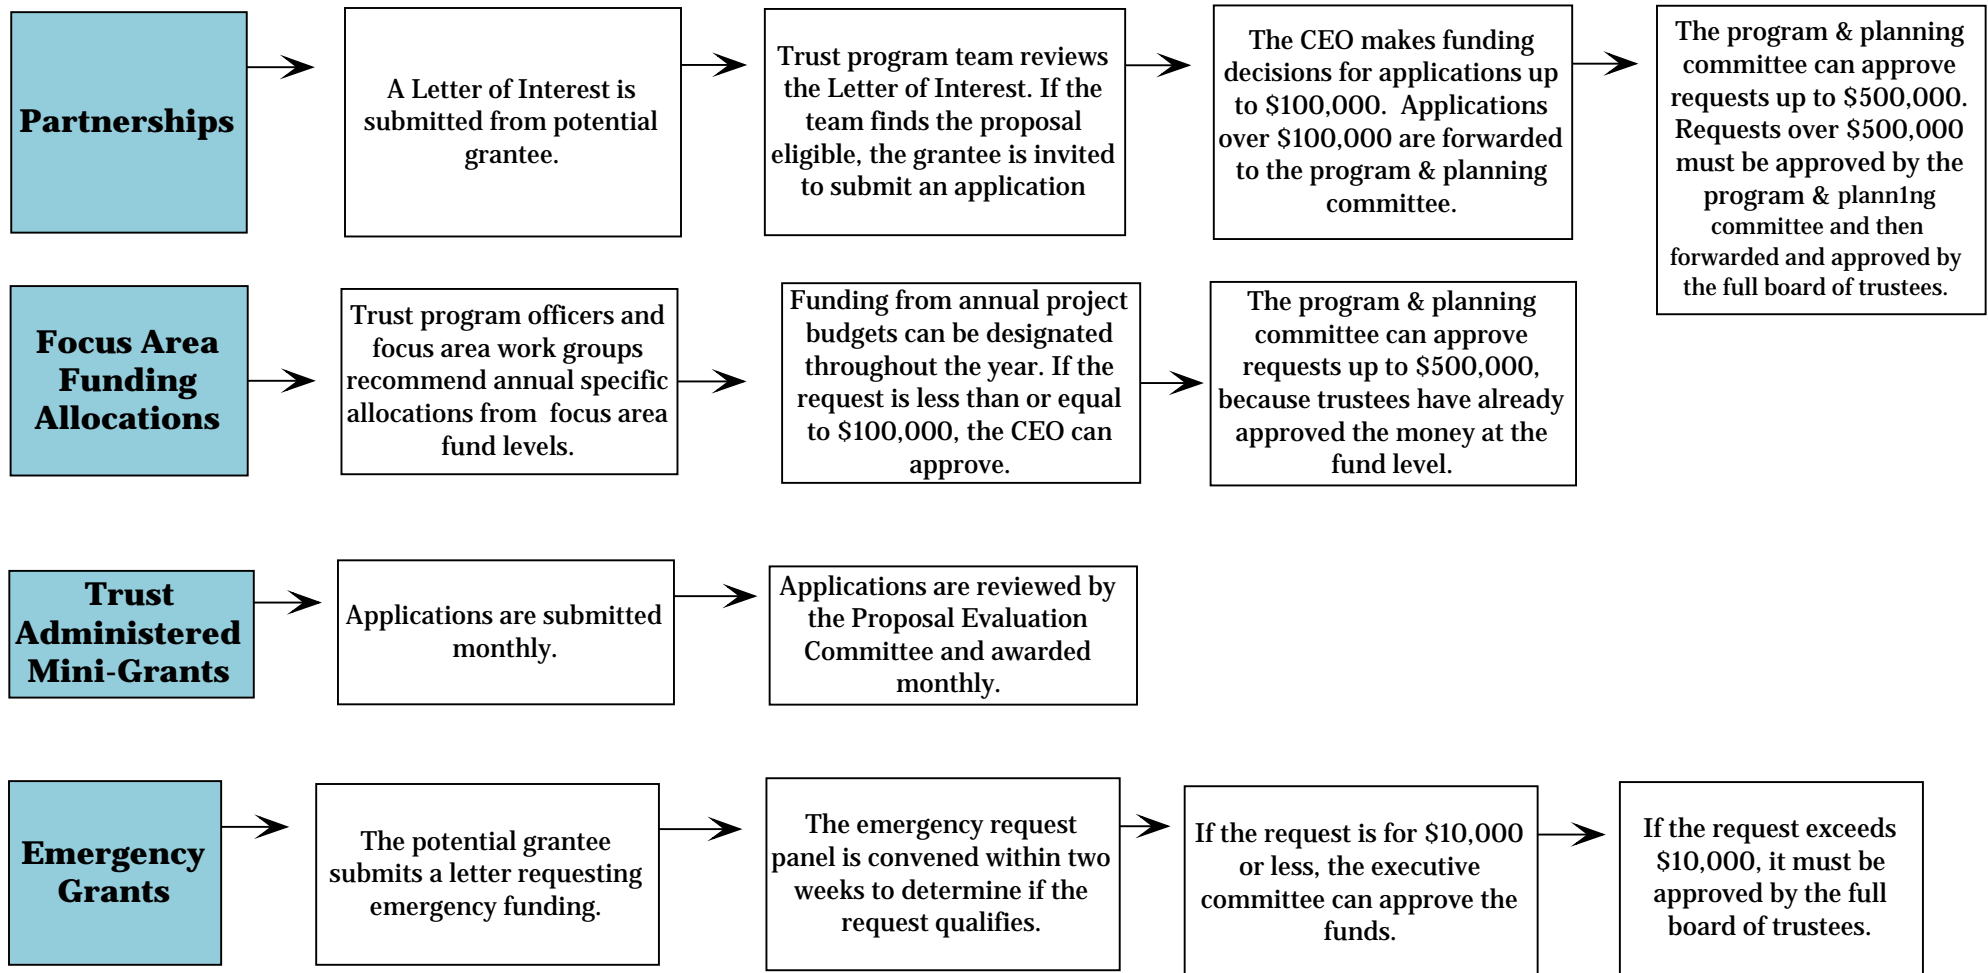 Partnerships
A Letter of Interest is
submitted from potential
grantee.
Trust program team reviews
the Letter of Interest. If the
team finds the proposal
eligible, the grantee is invited
to submit an application
The CEO makes funding
decisions for applications up
to $100,000. Applications
over $100,000 are forwarded
to the program & planning
committee.
The program & planning
committee can approve
requests up to $500,000.
Requests over $500,000
must be approved by the
program & plann1ng
committee and then
forwarded and approved by
the full board of trustees.
Focus Area
Funding
Allocations
Trust program officers and
focus area work groups
recommend annual specific
allocations from focus area
fund levels.
Funding from annual project
budgets can be designated
throughout the year. If the
request is less than or equal
to $100,000, the CEO can
approve.
The program & planning
committee can approve
requests up to $500,000,
because trustees have already
approved the money at the
fund level.
Trust
Administered
Mini-Grants
Applications are submitted
monthly.
Applications are reviewed by
the Proposal Evaluation
Committee and awarded
monthly.
Emergency
Grants
The potential grantee
submits a letter requesting
emergency funding.
The emergency request
panel is convened within two
weeks to determine if the
request qualifies.
If the request is for $10,000
or less, the executive
committee can approve the
funds.
If the request exceeds
$10,000, it must be
approved by the full
board of trustees.